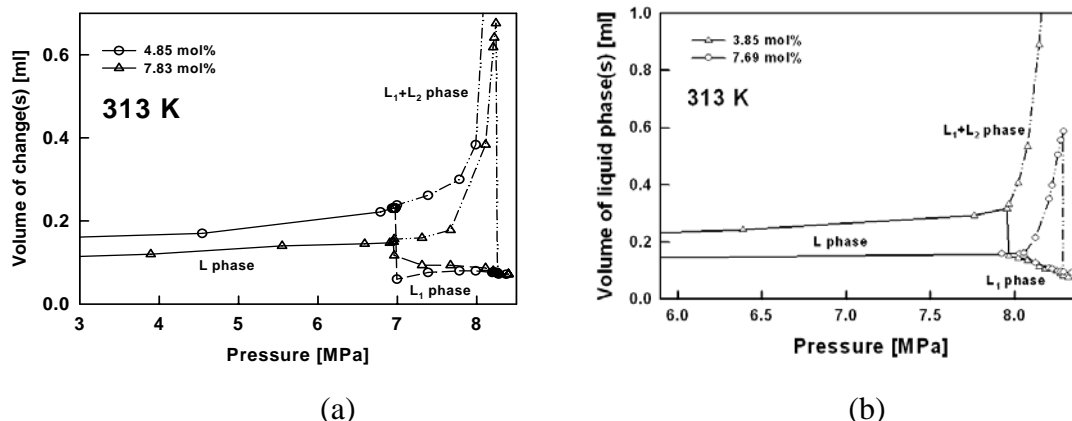 Volume of change(s) [ml]
0.6
0.4
0.2
0.0
4.85 mol%
7.83 mol%
313 K
L₁+L₂ phase
L phase
L₁ phase
3 4 5 6 7 8
Pressure [MPa]
(a)
Volume of liquid phase(s) [ml]
1.0
0.8
0.6
0.4
0.2
0.0
3.85 mol%
7.69 mol%
313 K
L₁+L₂ phase
L phase
L₁ phase
6.0 6.5 7.0 7.5 8.0
Pressure [MPa]
(b)